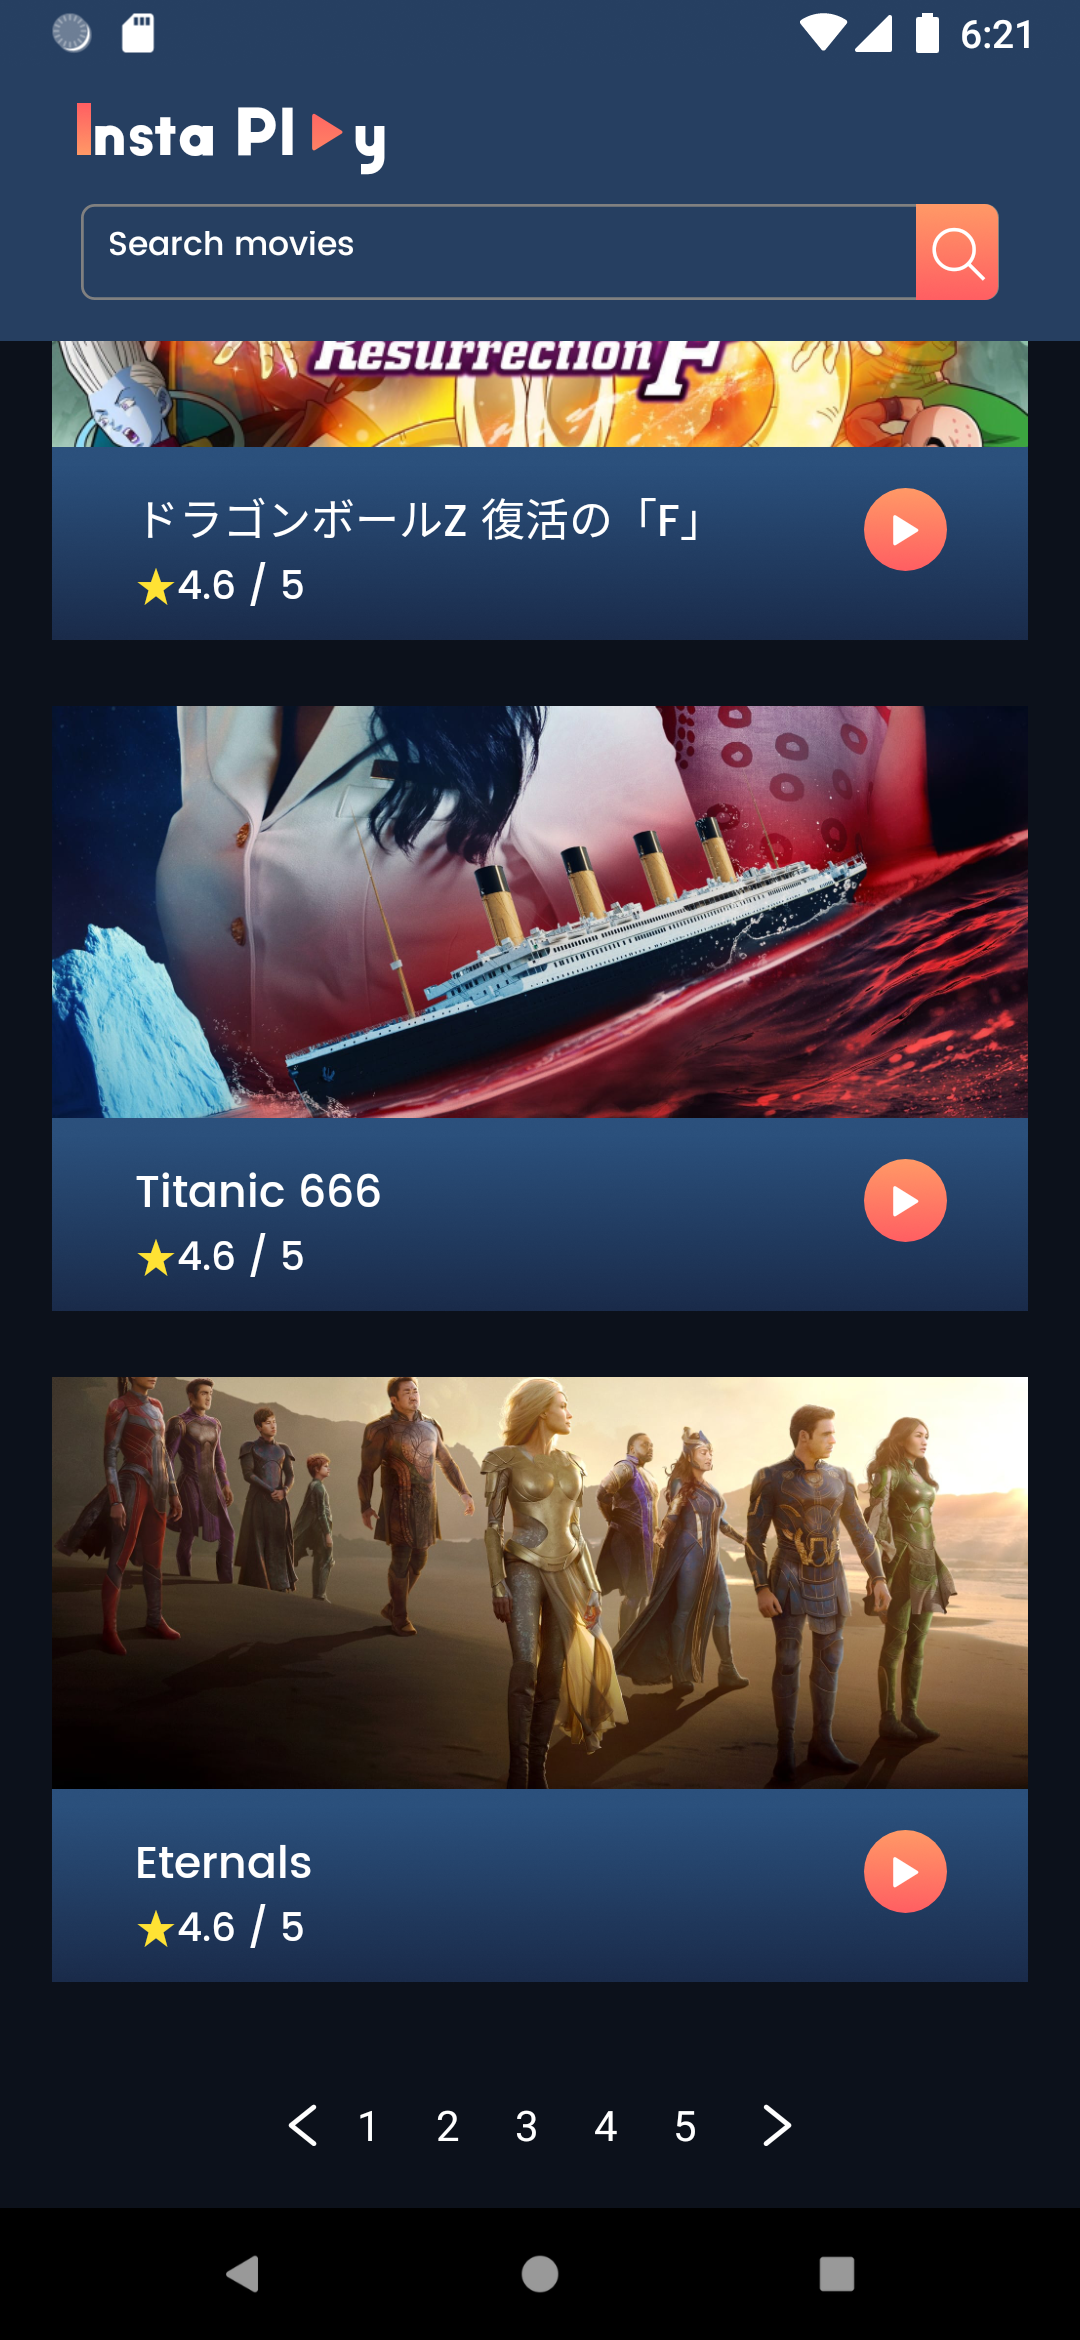 6:21
Insta Pl y
Search movies
Resurrection F
ドラゴンボールZ 復活の「F」
4.6 / 5
Titanic 666
4.6 / 5
Eternals
4.6 / 5
1 2 3 4 5